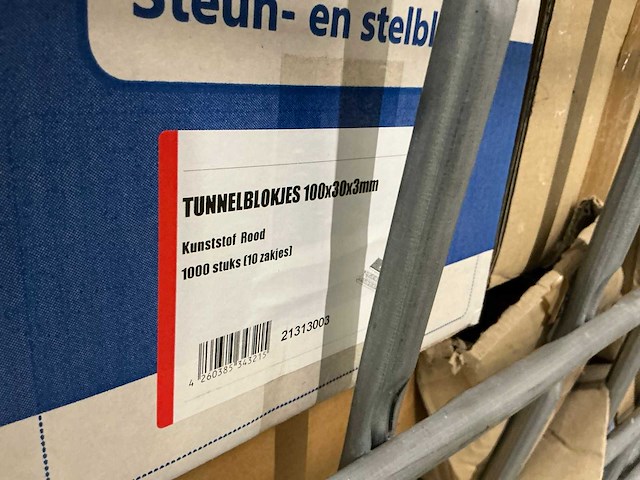 Steun- en stelbl
TUNNELBLOKJES 100x30x3mm
Kunststof Rood
1000 stuks (10 zakjes)
21313003
4 260385 343215